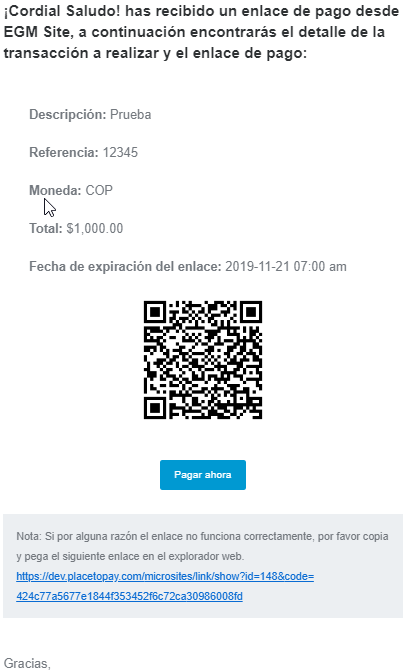 ¡Cordial Saludo! has recibido un enlace de pago desde
EGM Site, a continuación encontrarás el detalle de la
transacción a realizar y el enlace de pago:
Descripción: Prueba
Referencia: 12345
Moneda: COP
Total: $1,000.00
Fecha de expiración del enlace: 2019-11-21 07:00 am
Pagar ahora
Nota: Si por alguna razón el enlace no funciona correctamente, por favor copia
y pega el siguiente enlace en el explorador web.
https://dev.placetopay.com/microsites/link/show?id=148&code=
424c77a5677e1844f353452f6c72ca30986008fd
Gracias,